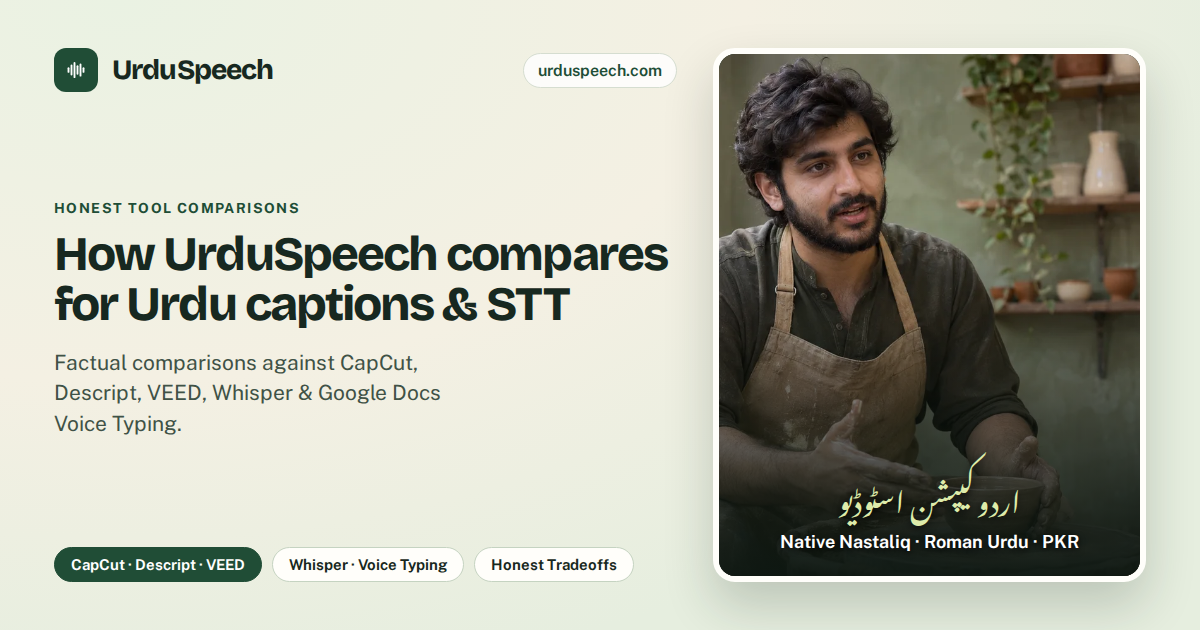 UrduSpeech
urduspeech.com
HONEST TOOL COMPARISONS
How UrduSpeech compares
for Urdu captions & STT
Factual comparisons against CapCut,
Descript, VEED, Whisper & Google Docs
Voice Typing.
CapCut · Descript · VEED
Whisper · Voice Typing
Honest Tradeoffs
اردو کیپشن اسٹوڈیو
Native Nastaliq · Roman Urdu · PKR